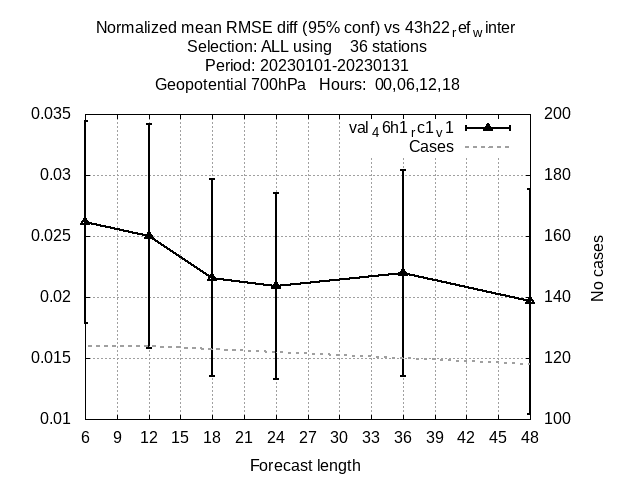 Normalized mean RMSE diff (95% conf) vs 43h22refwinter
Selection: ALL using 36 stations
Period: 20230101-20230131
Geopotential 700hPa Hours: 00,06,12,18
0.035 200
val46h1rc1v1
Cases
0.03 180
0.025 160
0.02 140
0.015 120
0.01 100
No cases
6 9 12 15 18 21 24 27 30 33 36 39 42 45 48
Forecast length